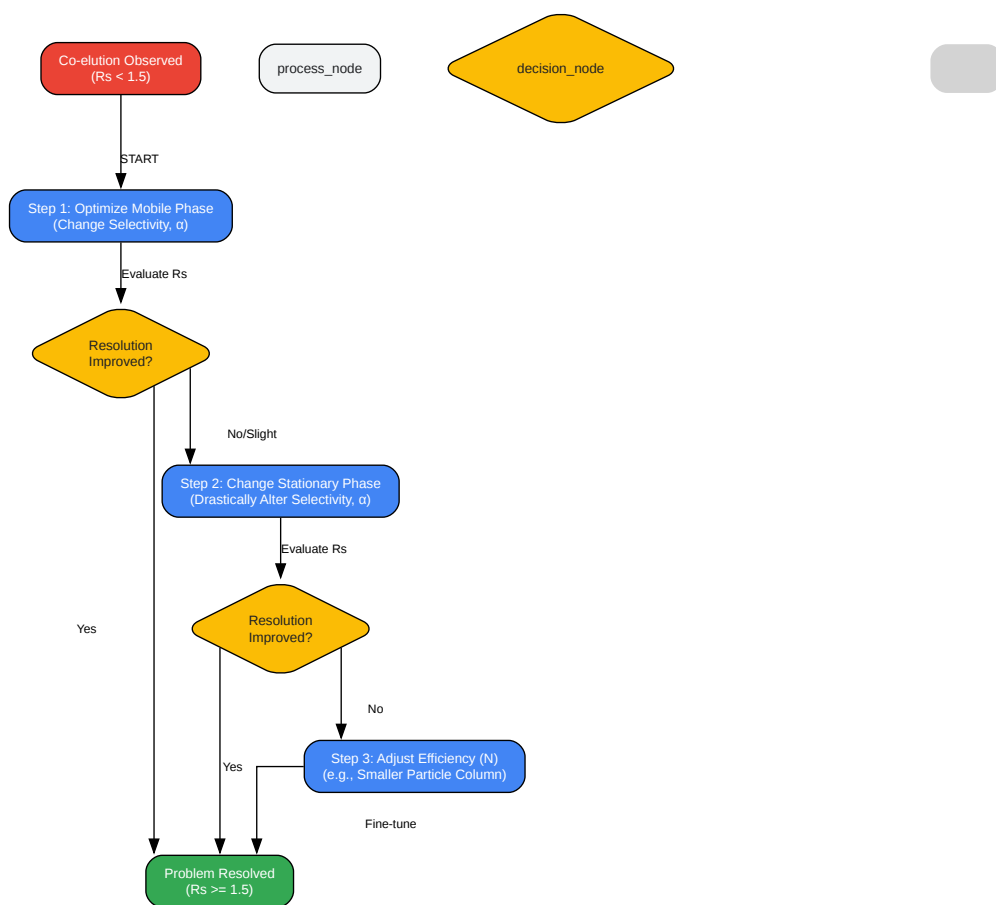 Co-elution Observed
(Rs < 1.5)
process_node
decision_node
START
Step 1: Optimize Mobile Phase
(Change Selectivity, α)
Evaluate Rs
Resolution
Improved?
No/Slight
Step 2: Change Stationary Phase
(Drastically Alter Selectivity, α)
Evaluate Rs
Resolution
Improved?
Yes
No
Step 3: Adjust Efficiency (N)
(e.g., Smaller Particle Column)
Yes
Fine-tune
Problem Resolved
(Rs >= 1.5)